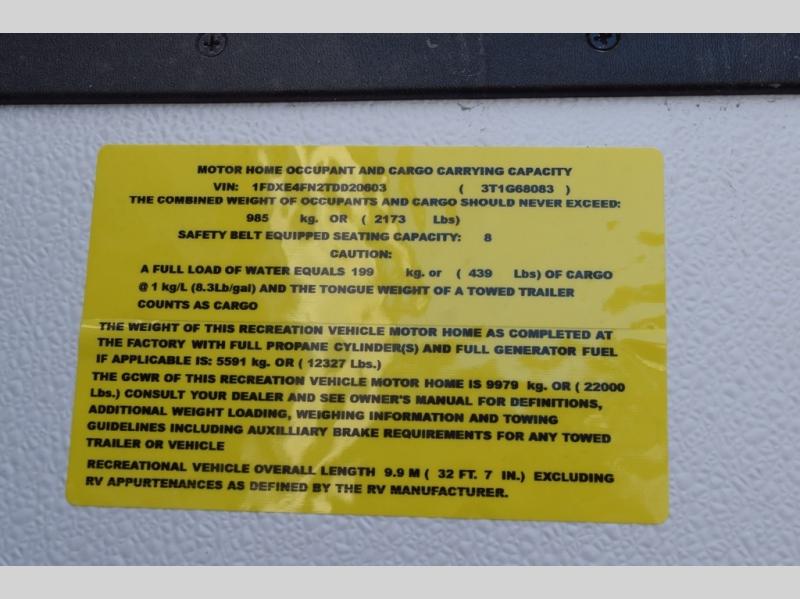 MOTOR HOME OCCUPANT AND CARGO CARRYING CAPACITY
VIN: 1FDXE4FN2TDD20603 ( 3T1G68083 )
THE COMBINED WEIGHT OF OCCUPANTS AND CARGO SHOULD NEVER EXCEED:
985 kg. OR ( 2173 Lbs)
SAFETY BELT EQUIPPED SEATING CAPACITY: 8
CAUTION:
A FULL LOAD OF WATER EQUALS 199 kg. or ( 439 Lbs) OF CARGO
@ 1 kg/L (8.3Lb/gal) AND THE TONGUE WEIGHT OF A TOWED TRAILER
COUNTS AS CARGO
THE WEIGHT OF THIS RECREATION VEHICLE MOTOR HOME AS COMPLETED AT
THE FACTORY WITH FULL PROPANE CYLINDER(S) AND FULL GENERATOR FUEL
IF APPLICABLE IS: 5591 kg. OR ( 12327 Lbs.)
THE GCWR OF THIS RECREATION VEHICLE MOTOR HOME IS 9979 kg. OR ( 22000
Lbs.) CONSULT YOUR DEALER AND SEE OWNER'S MANUAL FOR DEFINITIONS,
ADDITIONAL WEIGHT LOADING, WEIGHING INFORMATION AND TOWING
GUIDELINES INCLUDING AUXILLIARY BRAKE REQUIREMENTS FOR ANY TOWED
TRAILER OR VEHICLE
RECREATIONAL VEHICLE OVERALL LENGTH 9.9 M ( 32 FT. 7 IN.) EXCLUDING
RV APPURTENANCES AS DEFINED BY THE RV MANUFACTURER.